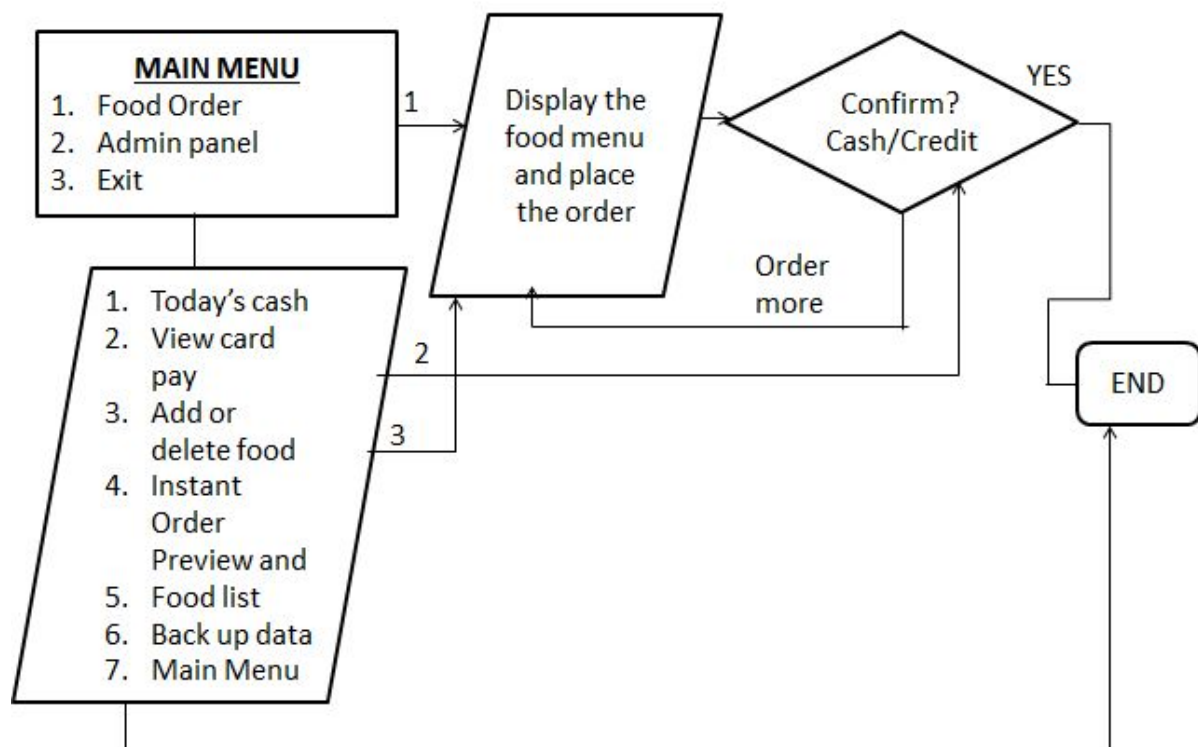 MAIN MENU
1. Food Order
2. Admin panel
3. Exit
1
Display the
food menu
and place
the order
Confirm?
Cash/Credit
YES
Order
more
1. Today's cash
2. View card
pay
3. Add or
delete food
4. Instant
Order
Preview and
5. Food list
6. Back up data
7. Main Menu
2
3
END